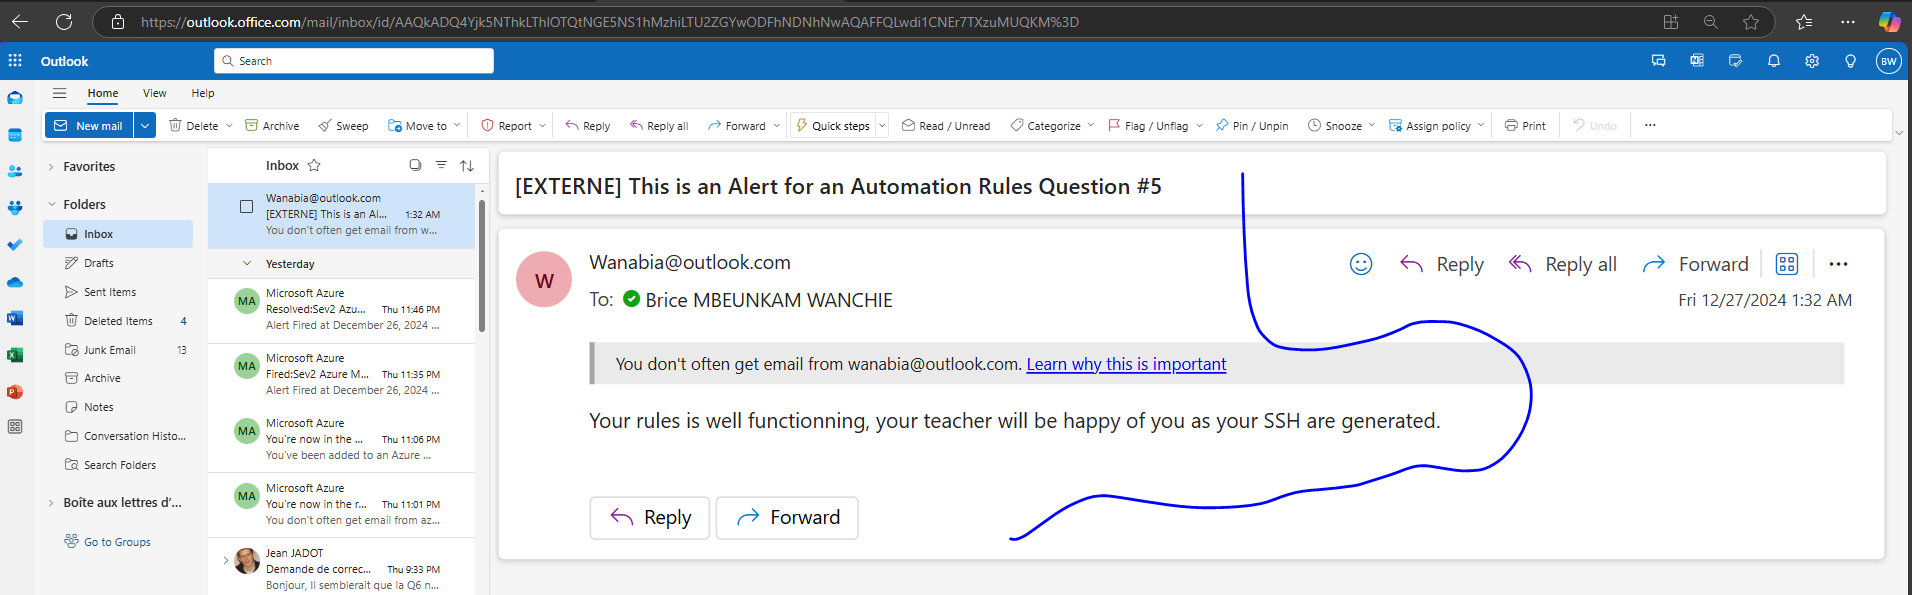 https://outlook.office.com/mail/inbox/id/AAQkADQ4Yjk5NThkLThlOTQtNGE5NS1hMzhiLTU2ZGYwODFhNDNhNwAQAFFQLwdi1CNEr7TXzuMUQKM%3D
Outlook
Search
BW
Home View Help
New mail Delete Archive Sweep Move to Report Reply Reply all Forward Quick steps Read / Unread Categorize Flag / Unflag Pin / Unpin Snooze Assign policy Print Undo ...
Favorites
Folders
Inbox
Drafts
Sent Items
Deleted Items 4
Junk Email 13
Archive
Notes
Conversation Histo...
Search Folders
Boîte aux lettres d'...
Go to Groups
Inbox
Wanabia@outlook.com
[EXTERNE] This is an Al... 1:32 AM
You don't often get email from w...
Yesterday
MA
Microsoft Azure
Resolved:Sev2 Azu... Thu 11:46 PM
Alert Fired at December 26, 2024 ...
MA
Microsoft Azure
Fired:Sev2 Azure M... Thu 11:35 PM
Alert Fired at December 26, 2024 ...
MA
Microsoft Azure
You're now in the ... Thu 11:06 PM
You've been added to an Azure ...
MA
Microsoft Azure
You're now in the r... Thu 11:01 PM
You don't often get email from az...
Jean JADOT
Demande de correc... Thu 9:33 PM
Bonjour, Il semblerait que la Q6 n...
[EXTERNE] This is an Alert for an Automation Rules Question #5
W
Wanabia@outlook.com
To: Brice MBEUNKAM WANCHIE
Reply Reply all Forward ...
Fri 12/27/2024 1:32 AM
You don't often get email from wanabia@outlook.com. Learn why this is important
Your rules is well functionning, your teacher will be happy of you as your SSH are generated.
Reply Forward